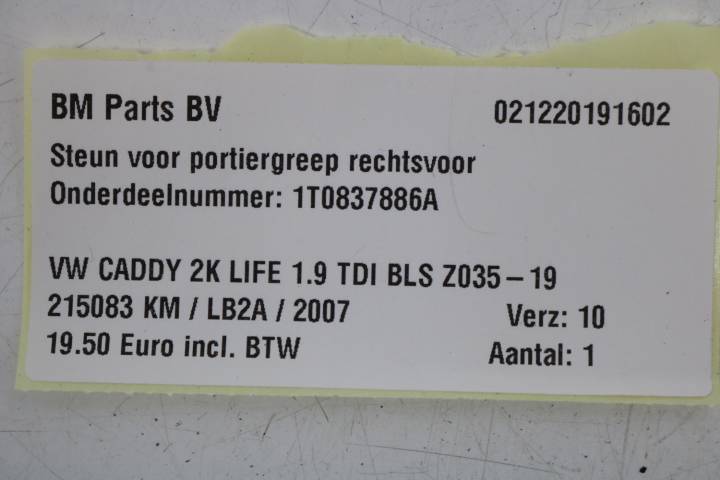 BM Parts BV 021220191602
Steun voor portiergreep rechtsvoor
Onderdeelnummer: 1T0837886A
VW CADDY 2K LIFE 1.9 TDI BLS Z035 – 19
215083 KM / LB2A / 2007 Verz: 10
19.50 Euro incl. BTW Aantal: 1